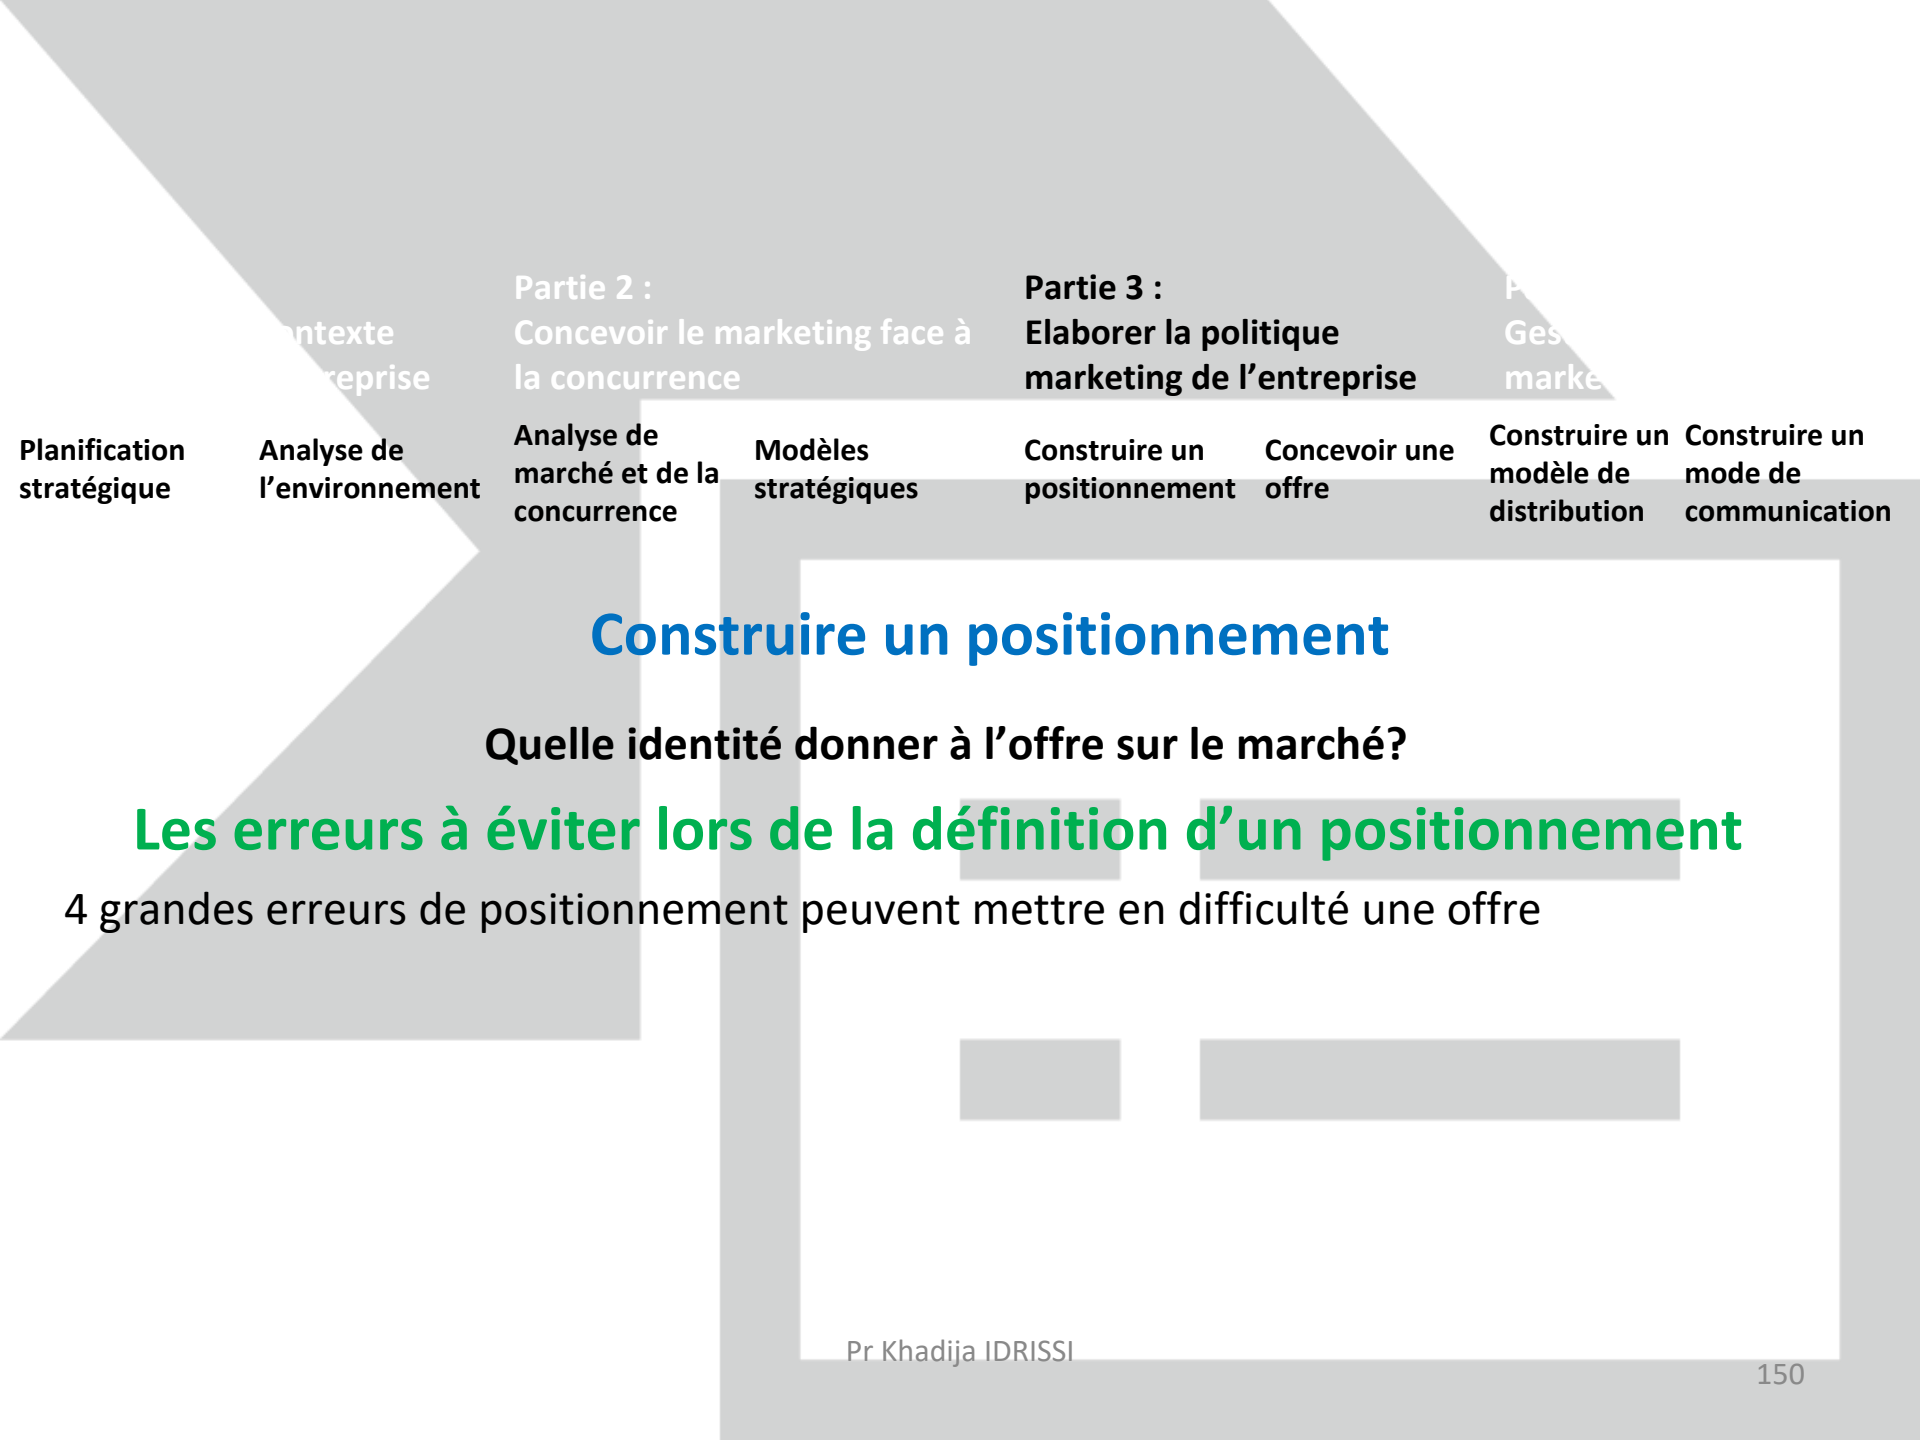 Partie 2 :
Concevoir le marketing face à
la concurrence
Partie 3 :
Elaborer la politique
marketing de l’entreprise
Planification
stratégique
Analyse de
l’environnement
Analyse de
marché et de la
concurrence
Modèles
stratégiques
Construire un
positionnement
Concevoir une
offre
Construire un
modèle de
distribution
Construire un
mode de
communication
Construire un positionnement
Quelle identité donner à l’offre sur le marché?
Les erreurs à éviter lors de la définition d’un positionnement
4 grandes erreurs de positionnement peuvent mettre en difficulté une offre
Pr Khadija IDRISSI
150